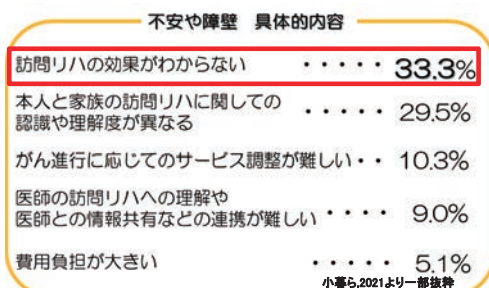 不安や障壁　具体的内容
訪問リハの効果がわからない ・・・・・ 33.3%
本人と家族の訪問リハに関しての
認識や理解度が異なる ・・・・・ 29.5%
がん進行に応じてのサービス調整が難しい・・ 10.3%
医師の訪問リハへの理解や
医師との情報共有などの連携が難しい・・・・ 9.0%
費用負担が大きい ・・・・・ 5.1%
小暮ら,2021より一部抜粋